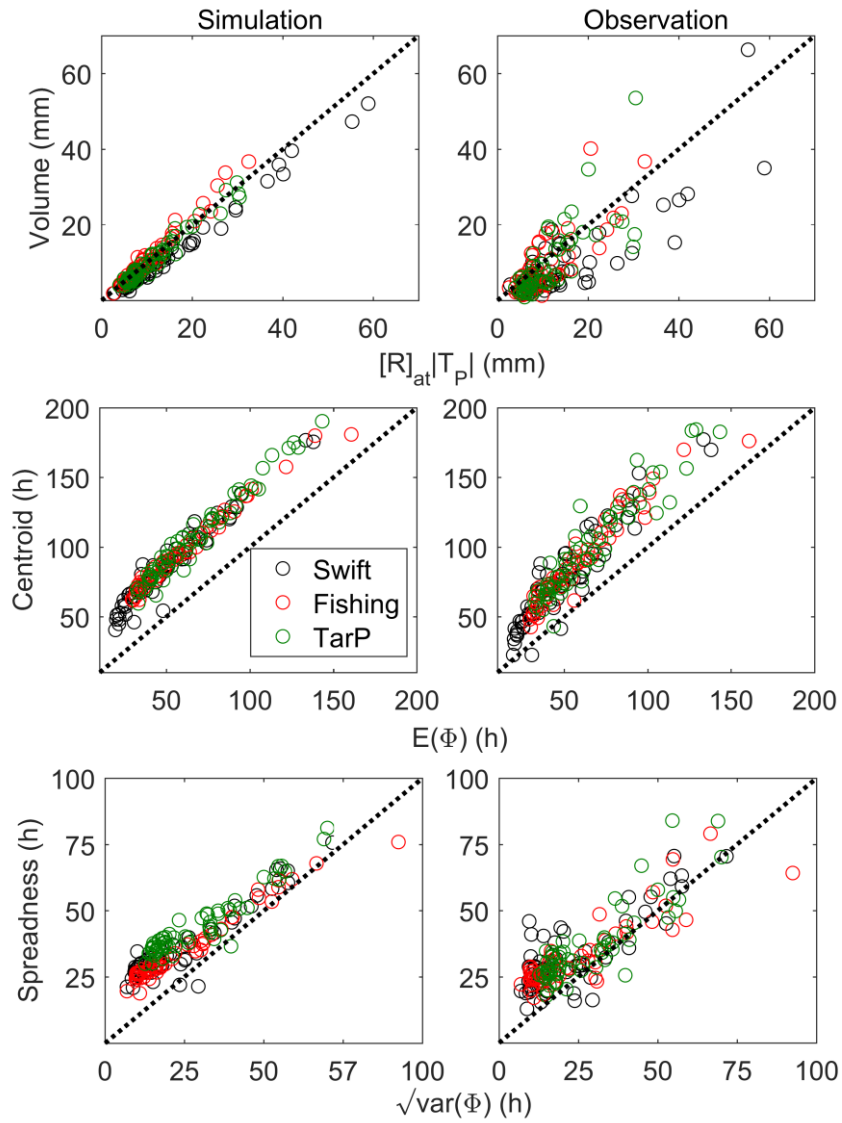 Simulation Observation
Volume (mm)
60
40
20
0 20 40 60
60
40
20
0 20 40 60
[R]at|TP| (mm)
Centroid (h)
200
150
100
50
50 100 150 200
Swift
Fishing
TarP
200
150
100
50
50 100 150 200
E(Φ) (h)
Spreadness (h)
100
75
50
25
0 25 50 57 100
100
75
50
25
0 25 50 75 100
√var(Φ) (h)